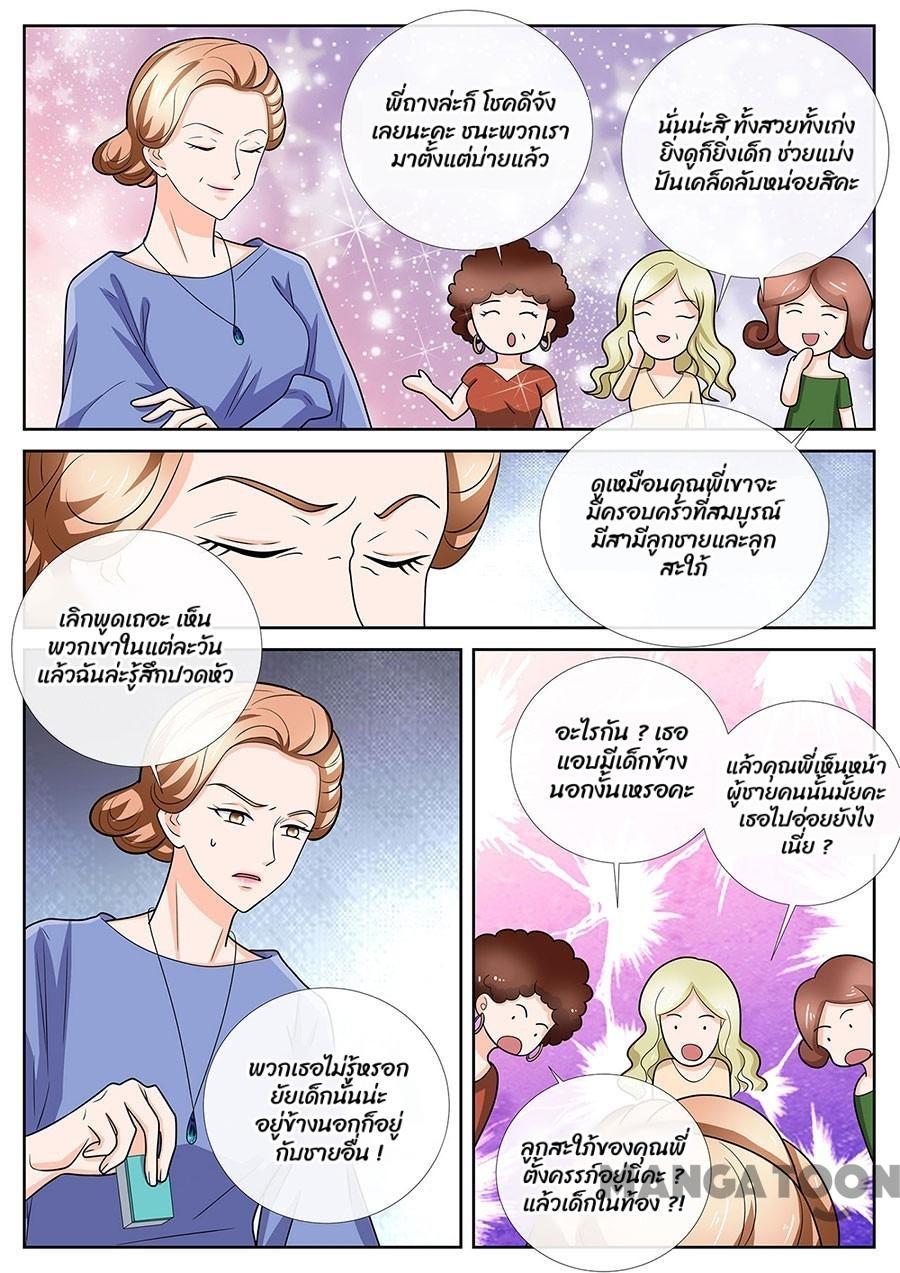 พี่ถางล่ะก็ โชคดีจัง
เลยนะคะ ชนะพวกเรา
มาตั้งแต่บ่ายแล้ว
นั่นน่ะสิ ทั้งสวยทั้งเก่ง
ยิ่งดูก็ยิ่งเด็ก ช่วยแบ่ง
ปันเคล็ดลับหน่อยสิคะ
ดูเหมือนคุณพี่เขาจะ
มีครอบครัวที่สมบูรณ์
มีสามีลูกชายและลูก
สะใภ้
เลิกพูดเถอะ เห็น
พวกเขาในแต่ละวัน
แล้วฉันล่ะรู้สึกปวดหัว
พวกเธอไม่รู้หรอก
ยัยเด็กนั่นน่ะ
อยู่ข้างนอกก็อยู่
กับชายอื่น !
อะไรกัน ? เธอ
แอบมีเด็กข้าง
นอกงั้นเหรอคะ
แล้วคุณพี่เห็นหน้า
ผู้ชายคนนั้นมั้ยคะ
เธอไปอ่อยยังไง
เนี่ย ?
ลูกสะใภ้ของคุณพี่
ตั้งครรภ์อยู่นี่คะ ?
แล้วเด็กในท้อง ?!
MANGATOON